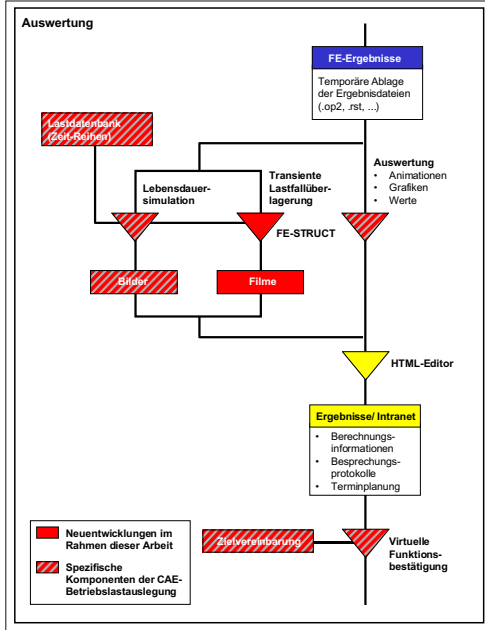 Auswertung
FE-Ergebnisse
Temporäre Ablage
der Ergebnisdateien
(.op2, .rst, ...)
Lastdatenbank
(Zeit-Reihen)
Lebensdauer-
simulation
Transiente
Lastfallüber-
lagerung
Auswertung
• Animationen
• Grafiken
• Werte
FE-STRUCT
Bilder
Filme
HTML-Editor
Ergebnisse/ Intranet
• Berechnungs-
informationen
• Besprechungs-
protokolle
• Terminplanung
Zielvereinbarung
Virtuelle
Funktions-
bestätigung
Neuentwicklungen im
Rahmen dieser Arbeit
Spezifische
Komponenten der CAE-
Betriebslastauslegung